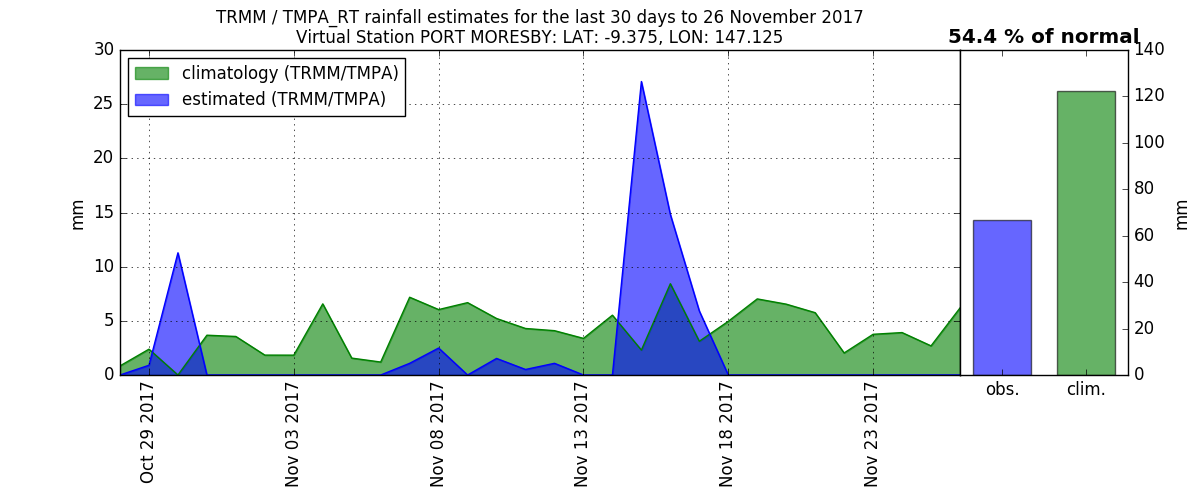 TRMM / TMPA_RT rainfall estimates for the last 30 days to 26 November 2017
Virtual Station PORT MORESBY: LAT: -9.375, LON: 147.125
54.4 % of normal
climatology (TRMM/TMPA)
estimated (TRMM/TMPA)
30
25
20
15
10
5
0
mm
Oct 29 2017
Nov 03 2017
Nov 08 2017
Nov 13 2017
Nov 18 2017
Nov 23 2017
obs.
clim.
140
120
100
80
60
40
20
0
mm